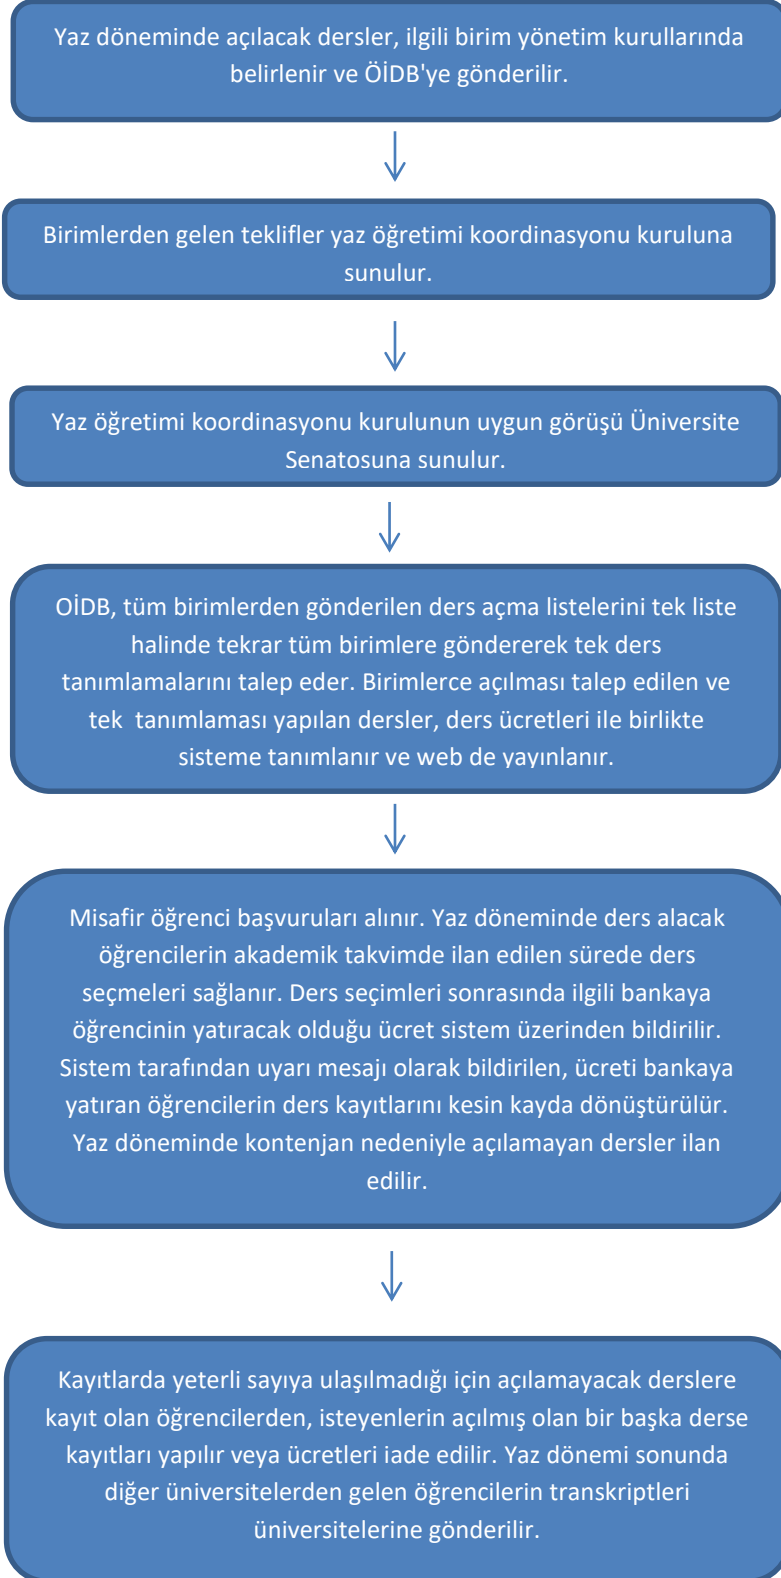 Yaz döneminde açılacak dersler, ilgili birim yönetim kurullarında
belirlenir ve ÖİDB'ye gönderilir.
Birimlerden gelen teklifler yaz öğretimi koordinasyonu kuruluna
sunulur.
Yaz öğretimi koordinasyonu kurulunun uygun görüşü Üniversite
Senatosuna sunulur.
OİDB, tüm birimlerden gönderilen ders açma listelerini tek liste
halinde tekrar tüm birimlere göndererek tek ders
tanımlamalarını talep eder. Birimlerce açılması talep edilen ve
tek  tanımlaması yapılan dersler, ders ücretleri ile birlikte
sisteme tanımlanır ve web de yayınlanır.
Misafir öğrenci başvuruları alınır. Yaz döneminde ders alacak
öğrencilerin akademik takvimde ilan edilen sürede ders
seçmeleri sağlanır. Ders seçimleri sonrasında ilgili bankaya
öğrencinin yatıracak olduğu ücret sistem üzerinden bildirilir.
Sistem tarafından uyarı mesajı olarak bildirilen, ücreti bankaya
yatıran öğrencilerin ders kayıtlarını kesin kayda dönüştürülür.
Yaz döneminde kontenjan nedeniyle açılamayan dersler ilan
edilir.
Kayıtlarda yeterli sayıya ulaşılmadığı için açılamayacak derslere
kayıt olan öğrencilerden, isteyenlerin açılmış olan bir başka derse
kayıtları yapılır veya ücretleri iade edilir. Yaz dönemi sonunda
diğer üniversitelerden gelen öğrencilerin transkriptleri
üniversitelerine gönderilir.